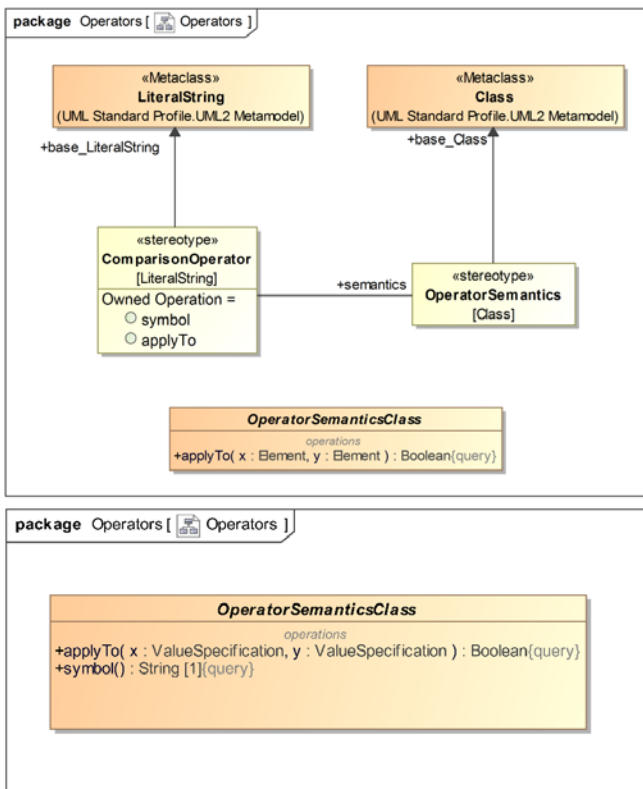 package Operators [ Operators ]
«Metaclass»
LiteralString
(UML Standard Profile.UML2 Metamodel)
«Metaclass»
Class
(UML Standard Profile.UML2 Metamodel)
+base_LiteralString
+base_Class
«stereotype»
ComparisonOperator
[LiteralString]
Owned Operation =
symbol
applyTo
+semantics
«stereotype»
OperatorSemantics
[Class]
OperatorSemanticsClass
operations
+applyTo( x : Element, y : Element ) : Boolean{query}
package Operators [ Operators ]
OperatorSemanticsClass
operations
+applyTo( x : ValueSpecification, y : ValueSpecification ) : Boolean{query}
+symbol() : String [1]{query}